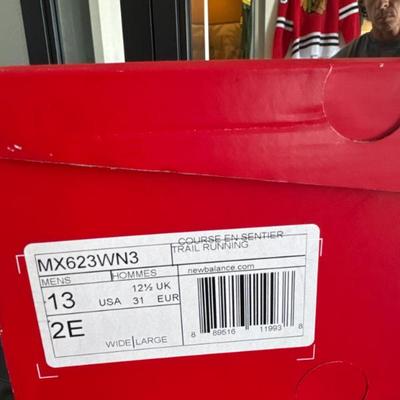 MX623WN3
COURSE EN SENTIER
TRAIL RUNNING
MENS HOMMES
newbalance.com
13 USA 12½ UK
31 EUR
2E
WIDE LARGE
8 89516 11993 8